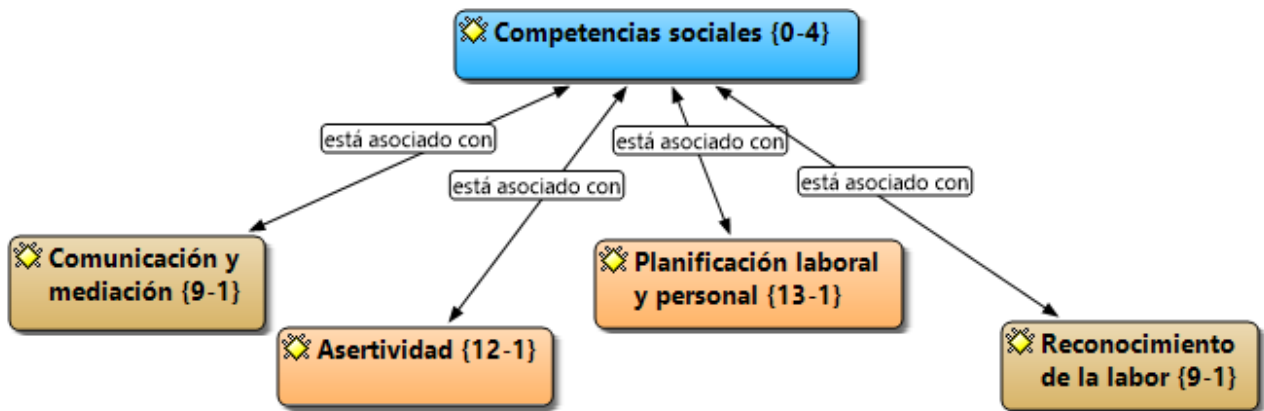 Competencias sociales {0-4}
está asociado con
está asociado con
está asociado con
está asociado con
Comunicación y
mediación {9-1}
Asertividad {12-1}
Planificación laboral
y personal {13-1}
Reconocimiento
de la labor {9-1}